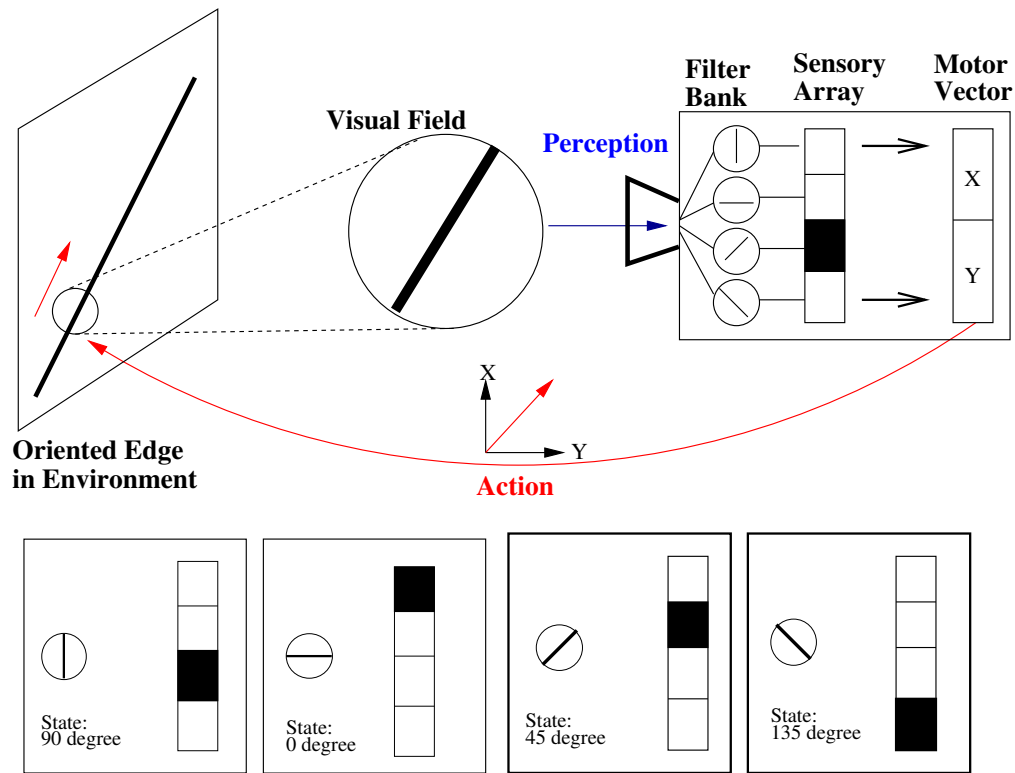 Filter
Bank
Sensory
Array
Motor
Vector
Visual Field
Perception
X
Y
X
Y
Oriented Edge
in Environment
Action
State:
90 degree
State:
0 degree
State:
45 degree
State:
135 degree